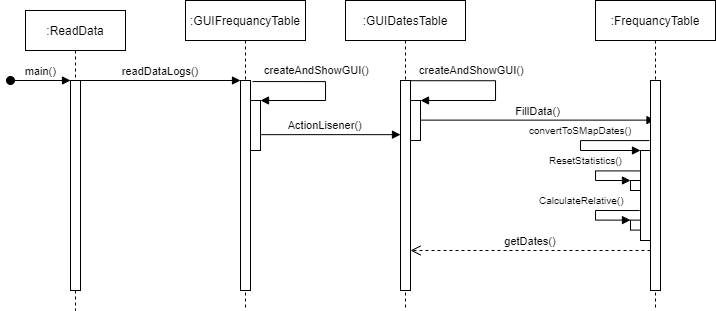 :ReadData
:GUIFrequancyTable
:GUIDatesTable
:FrequancyTable
main()
readDataLogs()
createAndShowGUI()
createAndShowGUI()
FillData()
ActionLisener()
convertToSMapDates()
ResetStatistics()
CalculateRelative()
getDates()